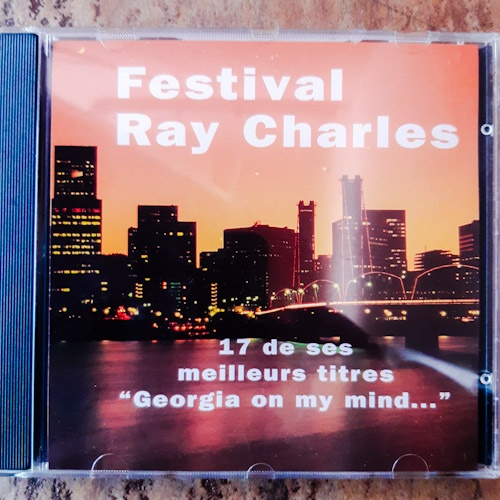 Festival
Ray Charles
17 de ses
meilleurs titres
“Georgia on my mind...”